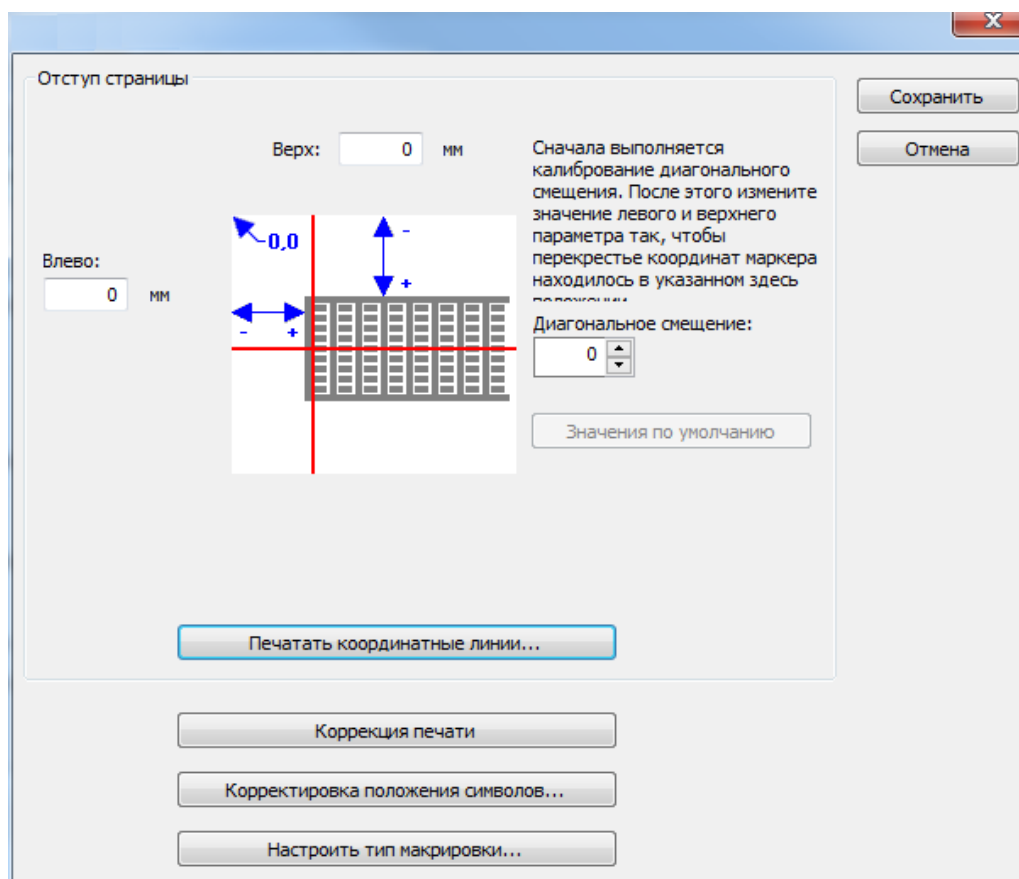 X
Отступ страницы
Сохранить
Верх: 0 мм
Отмена
Сначала выполняется
калибрование диагонального
смещения. После этого измените
значение левого и верхнего
параметра так, чтобы
перекрестье координат маркера
находилось в указанном здесь
положении.
0,0
-
+
Влево:
0 мм
- +
Диагональное смещение:
0
Значения по умолчанию
Печатать координатные линии...
Коррекция печати
Корректировка положения символов...
Настроить тип макрировки...